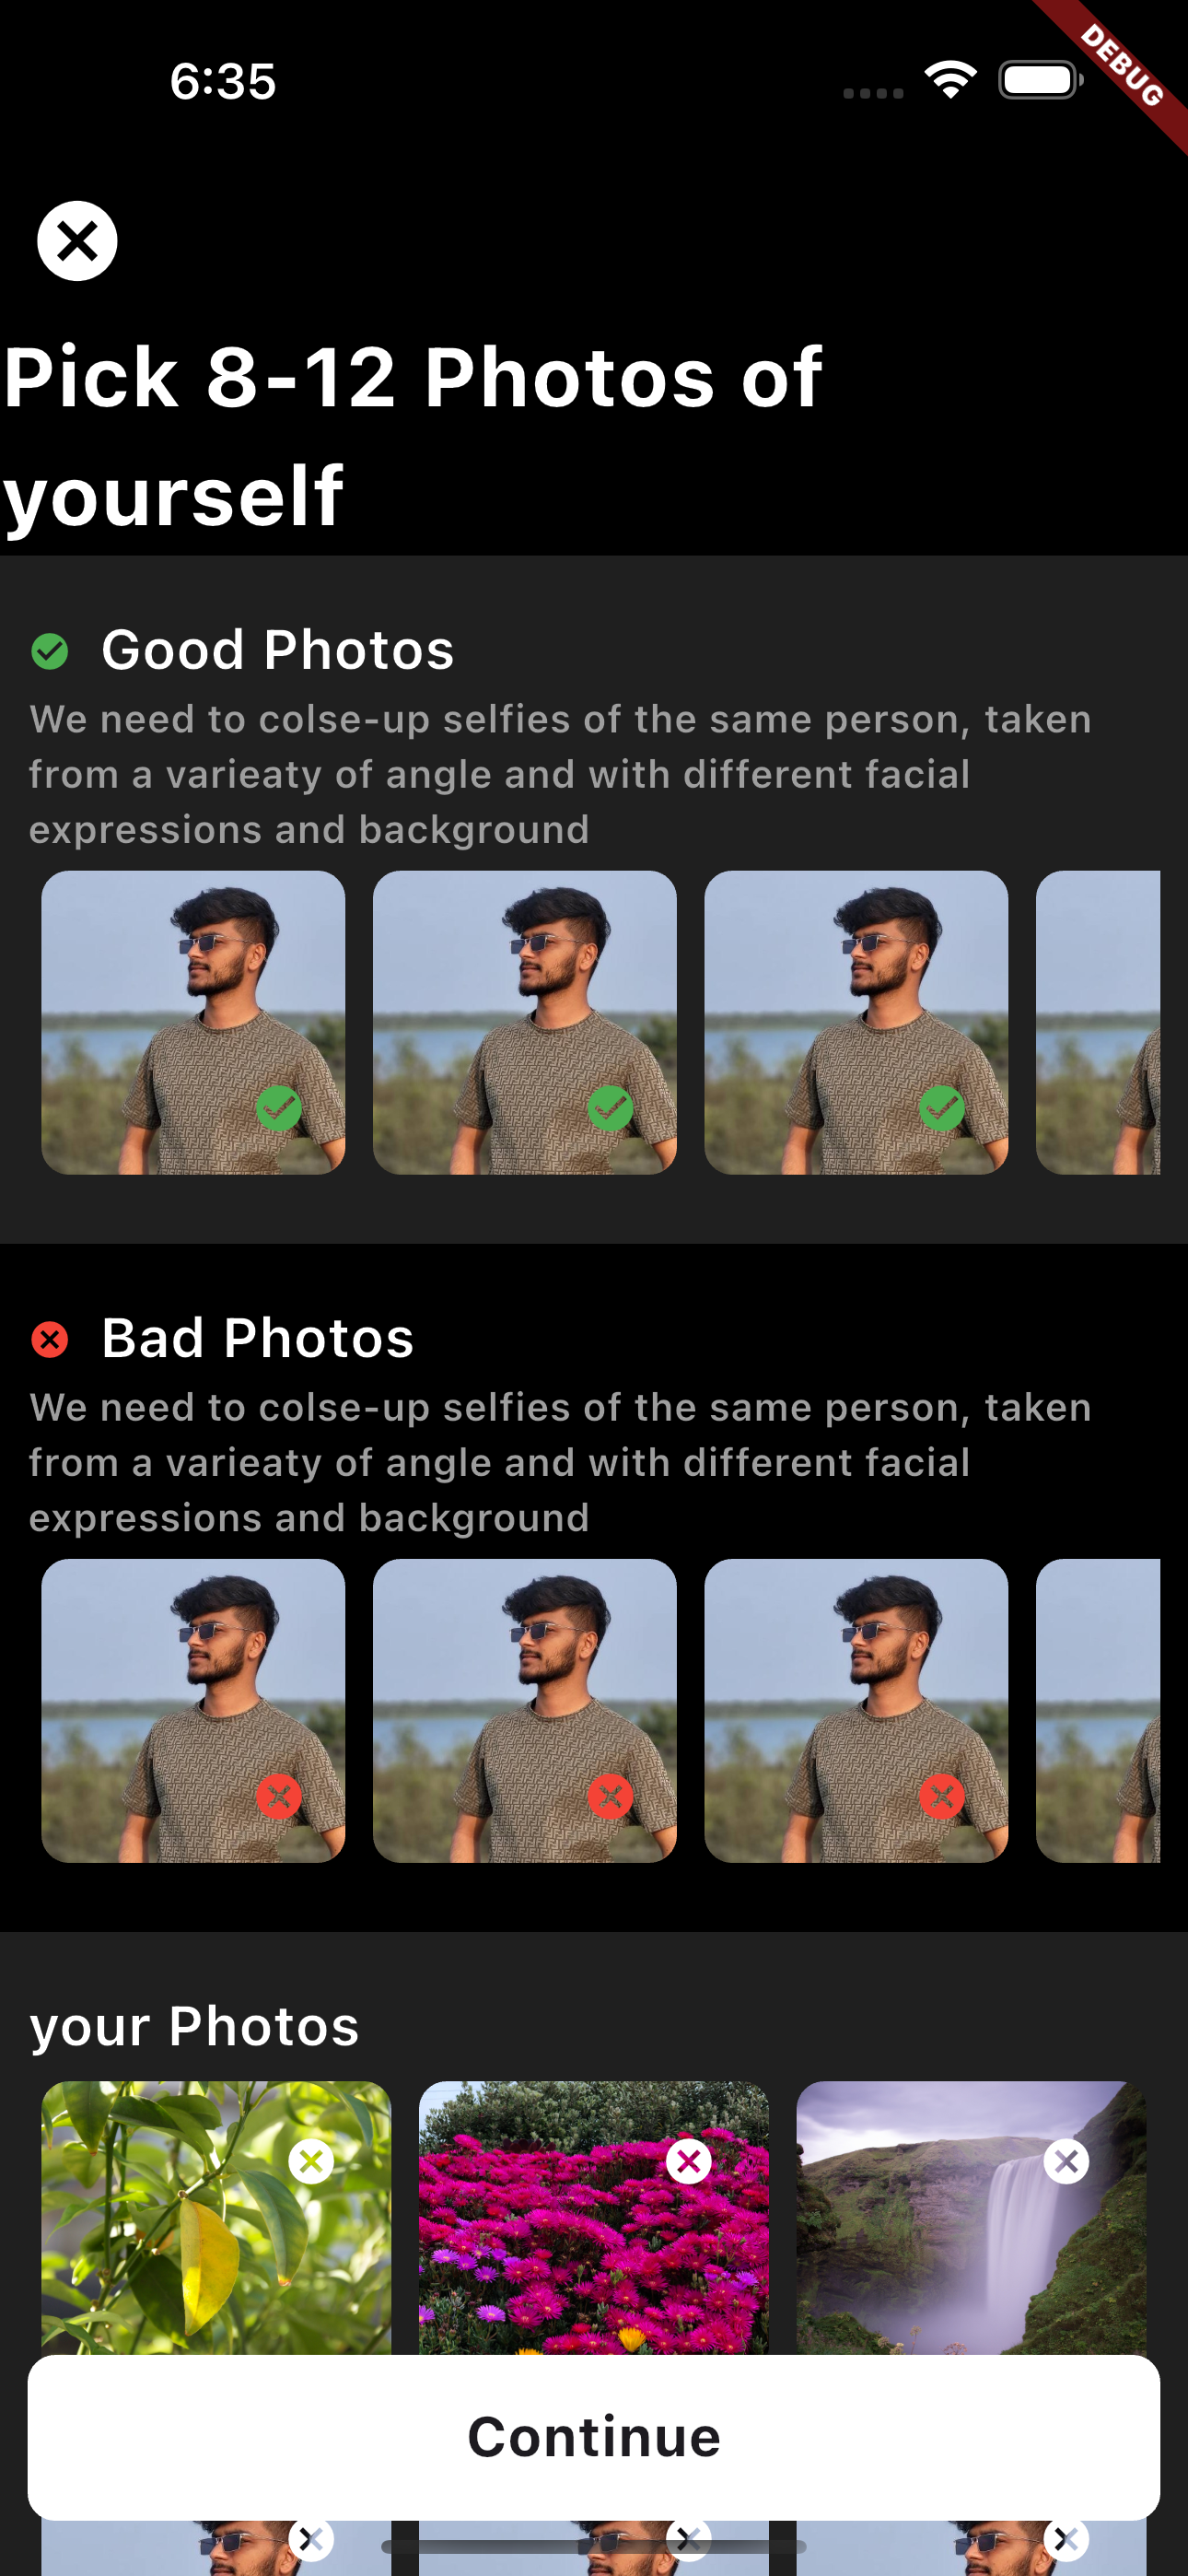 6:35
DEBUG
Pick 8-12 Photos of
yourself
Good Photos
We need to colse-up selfies of the same person, taken
from a varieaty of angle and with different facial
expressions and background
Bad Photos
We need to colse-up selfies of the same person, taken
from a varieaty of angle and with different facial
expressions and background
your Photos
Continue